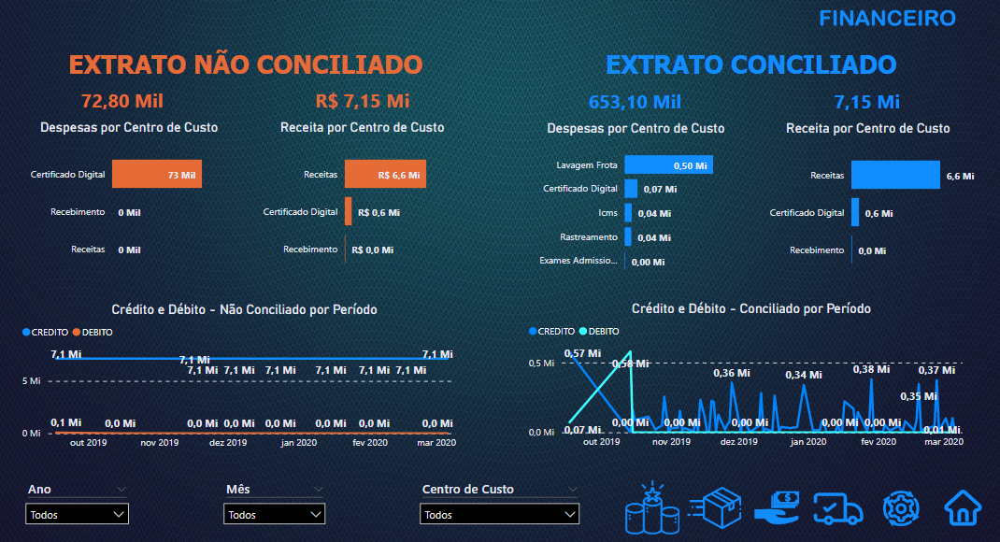 FINANCEIRO
EXTRATO NÃO CONCILIADO
72,80 Mil
R$ 7,15 Mi
Despesas por Centro de Custo
Receita por Centro de Custo
Certificado Digital
73 Mil
Recebimento
0 Mil
Receitas
0 Mil
Receitas
R$ 6,6 Mi
Certificado Digital
R$ 0,6 Mi
Recebimento
R$ 0,0 Mi
EXTRATO CONCILIADO
653,10 Mil
7,15 Mi
Despesas por Centro de Custo
Receita por Centro de Custo
Lavagem Frota
0,50 Mi
Certificado Digital
0,07 Mi
Icms
0,04 Mi
Rastreamento
0,04 Mi
Exames Admissio...
0,00 Mi
Receitas
6,6 Mi
Certificado Digital
0,6 Mi
Recebimento
0,0 Mi
Crédito e Débito - Não Conciliado por Período
CREDITO DEBITO
7,1 Mi 7,1 Mi 7,1 Mi
7,1 Mi 7,1 Mi 7,1 Mi 7,1 Mi 7,1 Mi 7,1 Mi
5 Mi
0,1 Mi 0,0 Mi 0,0 Mi 0,0 Mi 0,0 Mi 0,0 Mi 0,0 Mi 0,0 Mi 0,0 Mi
0 Mi
out 2019 nov 2019 dez 2019 jan 2020 fev 2020 mar 2020
Crédito e Débito - Conciliado por Período
CREDITO DEBITO
0,57 Mi
0,5 Mi
0,58 Mi
0,36 Mi 0,34 Mi 0,38 Mi 0,37 Mi
0,35 Mi
0,00 Mi 0,00 Mi 0,00 Mi 0,00 Mi 0,00 Mi
0,0 Mi
0,07 Mi
0,01 Mi
out 2019 nov 2019 dez 2019 jan 2020 fev 2020 mar 2020
Ano
Todos
Mês
Todos
Centro de Custo
Todos